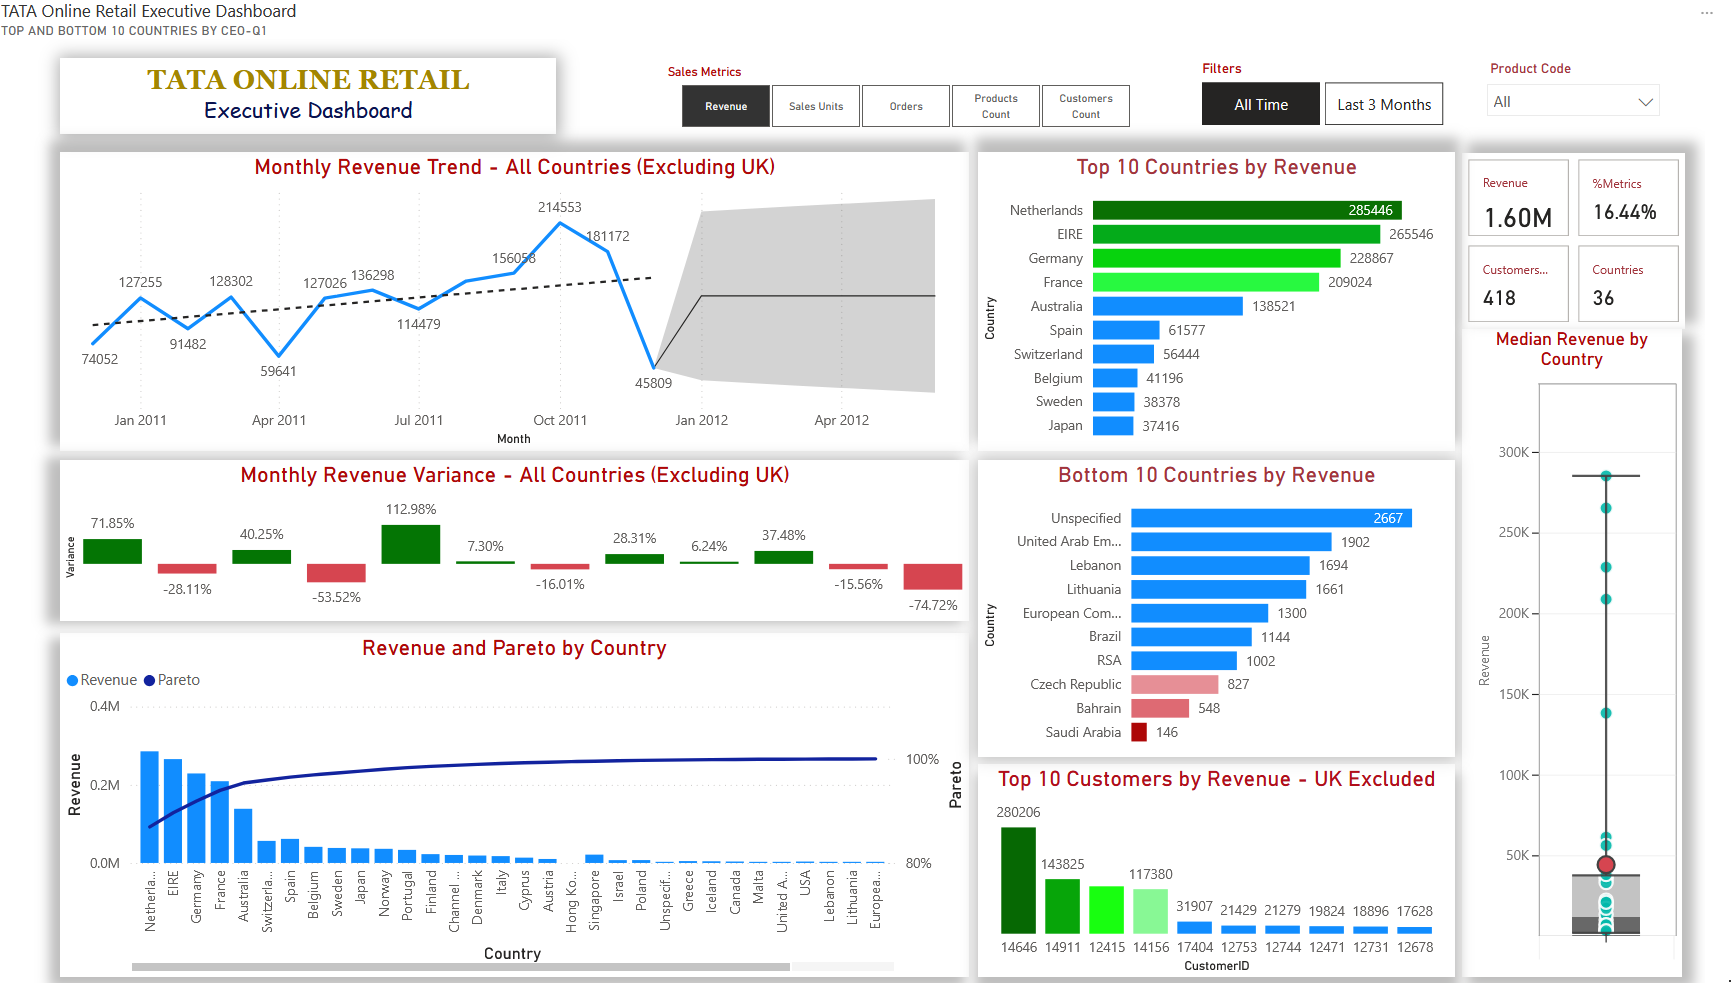 TATA Online Retail Executive Dashboard
TOP AND BOTTOM 10 COUNTRIES BY CEO-Q1
...
TATA ONLINE RETAIL
Executive Dashboard
Sales Metrics
Revenue
Sales Units
Orders
Products Count
Customers Count
Filters
All Time
Last 3 Months
Product Code
All
Monthly Revenue Trend - All Countries (Excluding UK)
214553
181172
156058
127255
128302
127026
136298
114479
91482
74052
59641
45809
Jan 2011
Apr 2011
Jul 2011
Oct 2011
Jan 2012
Apr 2012
Month
Top 10 Countries by Revenue
Country
Netherlands 285446
EIRE 265546
Germany 228867
France 209024
Australia 138521
Spain 61577
Switzerland 56444
Belgium 41196
Sweden 38378
Japan 37416
Revenue
1.60M
%Metrics
16.44%
Customers...
418
Countries
36
Monthly Revenue Variance - All Countries (Excluding UK)
Variance
71.85%
-28.11%
40.25%
-53.52%
112.98%
7.30%
-16.01%
28.31%
6.24%
37.48%
-15.56%
-74.72%
Bottom 10 Countries by Revenue
Country
Unspecified 2667
United Arab Em... 1902
Lebanon 1694
Lithuania 1661
European Com... 1300
Brazil 1144
RSA 1002
Czech Republic 827
Bahrain 548
Saudi Arabia 146
Median Revenue by
Country
Revenue
300K
250K
200K
150K
100K
50K
Revenue and Pareto by Country
Revenue
Pareto
Revenue
0.4M
0.2M
0.0M
100%
80%
Pareto
Netherla...
EIRE
Germany
France
Australia
Switzerla...
Spain
Belgium
Sweden
Japan
Norway
Portugal
Finland
Channel ...
Denmark
Italy
Cyprus
Austria
Hong Ko...
Singapore
Israel
Poland
Unspecif...
Greece
Iceland
Canada
Malta
United A...
USA
Lebanon
Lithuania
Europea...
Country
Top 10 Customers by Revenue - UK Excluded
280206
143825
117380
31907
21429
21279
19824
18896
17628
14646
14911
12415
14156
17404
12753
12744
12471
12731
12678
CustomerID